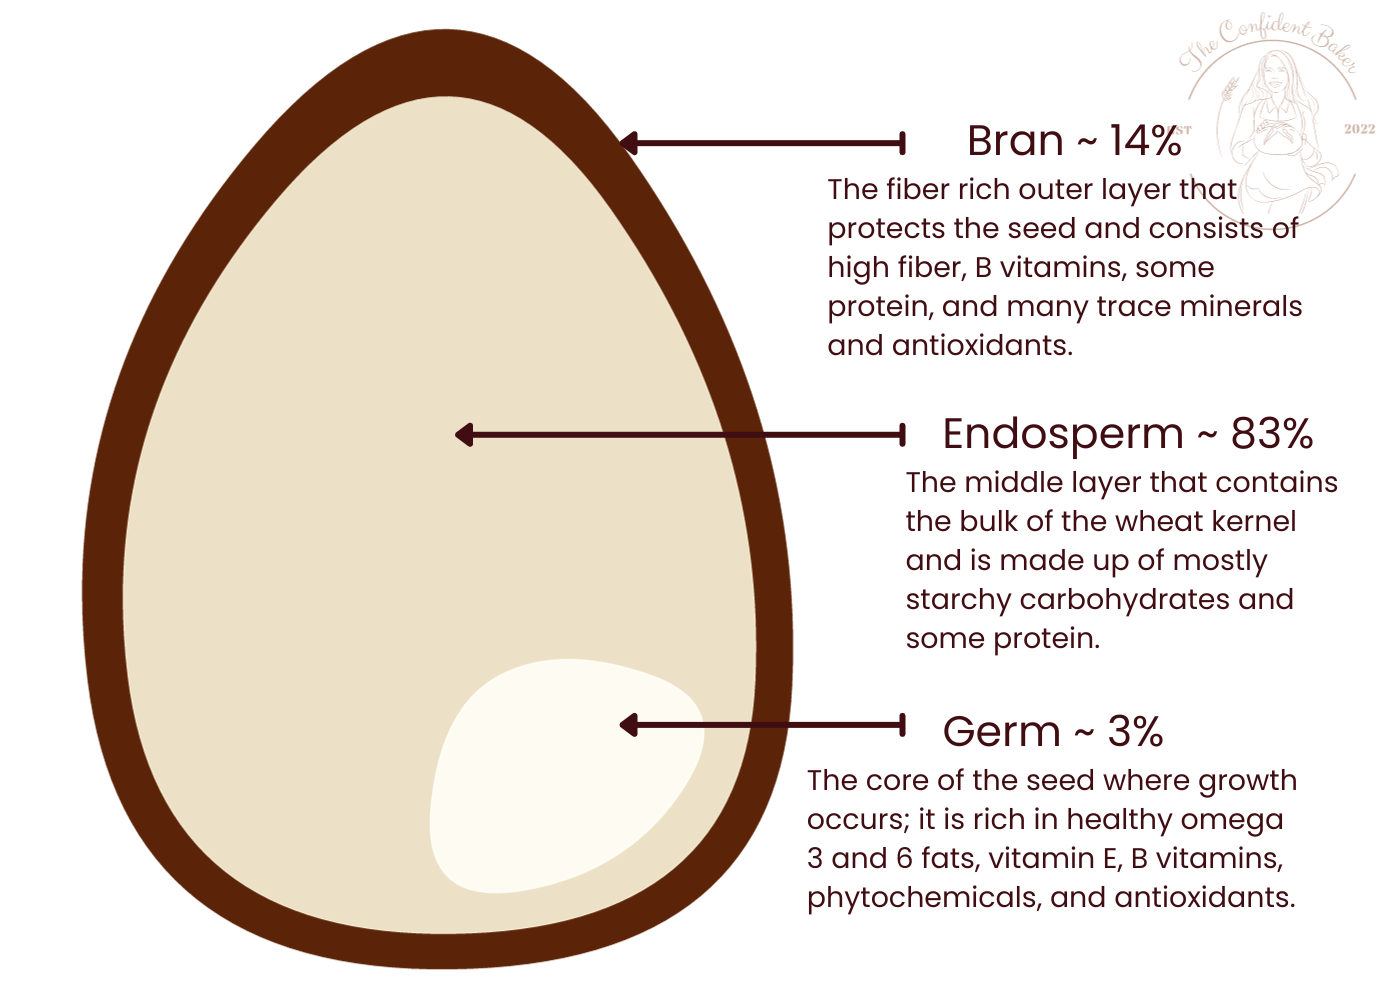 The Confident Baker
EST 2022
Bran ~ 14%
The fiber rich outer layer that
protects the seed and consists of
high fiber, B vitamins, some
protein, and many trace minerals
and antioxidants.
Endosperm ~ 83%
The middle layer that contains
the bulk of the wheat kernel
and is made up of mostly
starchy carbohydrates and
some protein.
Germ ~ 3%
The core of the seed where growth
occurs; it is rich in healthy omega
3 and 6 fats, vitamin E, B vitamins,
phytochemicals, and antioxidants.